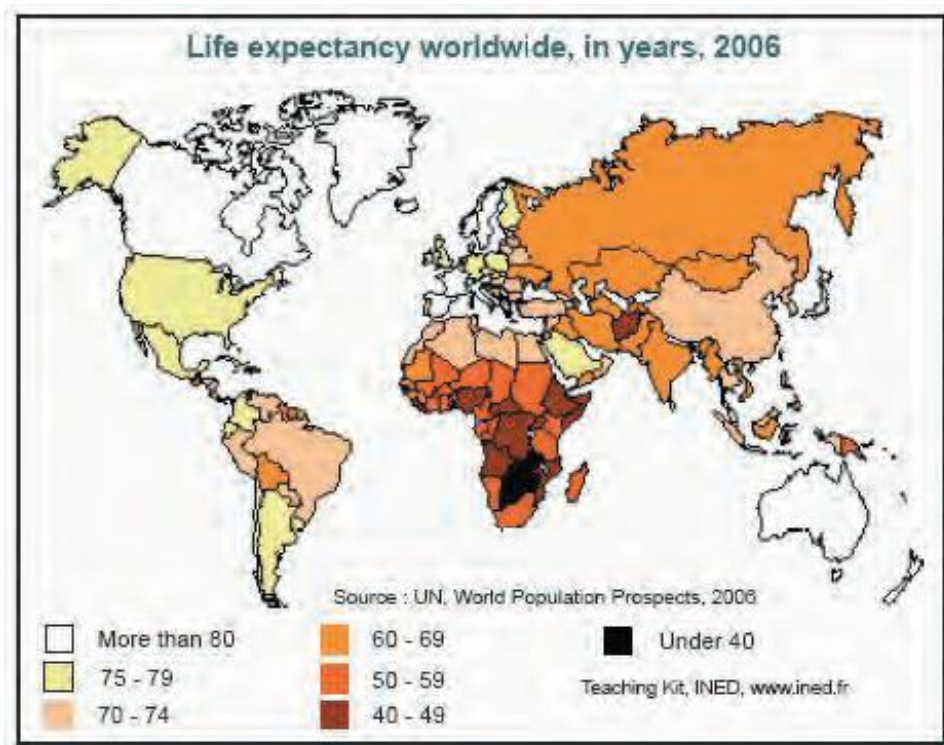 Life expectancy worldwide, in years, 2006
Source : UN, World Population Prospects, 2006
More than 80
75 - 79
70 - 74
60 - 69
50 - 59
40 - 49
Under 40
Teaching Kit, INED, www.ined.fr